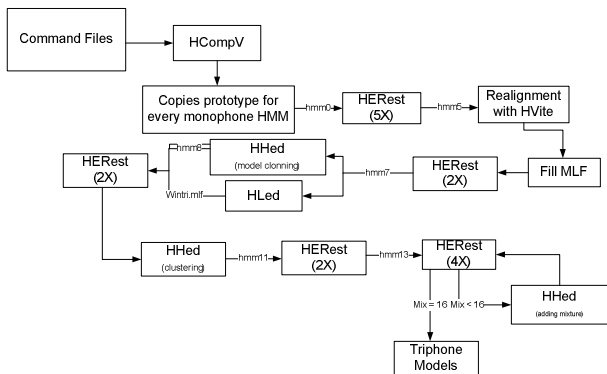 Command Files
HCompV
Copies prototype for
every monophone HMM
hmm0
HERest
(5X)
hmm5
Realignment
with HVite
Fill MLF
HERest
(2X)
hmm7
HHed
(model clonning)
HLed
hmm8
Wintri.mlf
HERest
(2X)
HHed
(clustering)
hmm11
HERest
(2X)
hmm13
HERest
(4X)
Mix = 16
Mix < 16
HHed
(adding mixture)
Triphone
Models